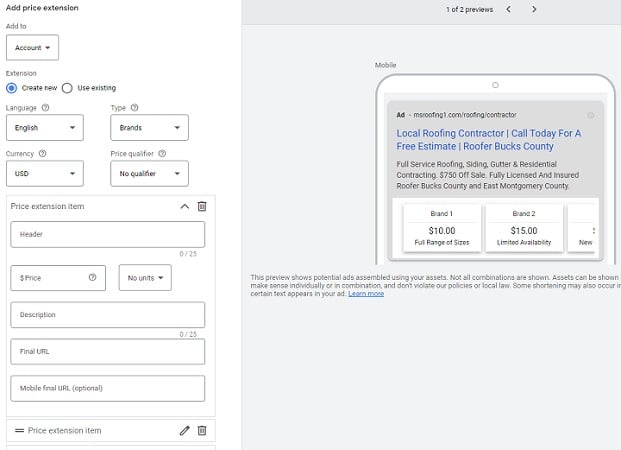 Add price extension
Add to
Account
Extension
Create new
Use existing
Language
Type
English
Brands
Currency
Price qualifier
USD
No qualifier
Price extension item
Header
0 / 25
$ Price
No units
Description
0 / 25
Final URL
Mobile final URL (optional)
Price extension item
1 of 2 previews
Mobile
Ad · msroofing1.com/roofing/contractor
Local Roofing Contractor | Call Today For A
Free Estimate | Roofer Bucks County
Full Service Roofing, Siding, Gutter & Residential
Contracting. $750 Off Sale. Fully Licensed And Insured
Roofer Bucks County and East Montgomery County.
Brand 1
$10.00
Full Range of Sizes
Brand 2
$15.00
Limited Availability
New
This preview shows potential ads assembled using your assets. Not all combinations are shown. Assets can be shown
make sense individually or in combination, and don't violate our policies or local law. Some shortening may also occur
certain text appears in your ad. Learn more